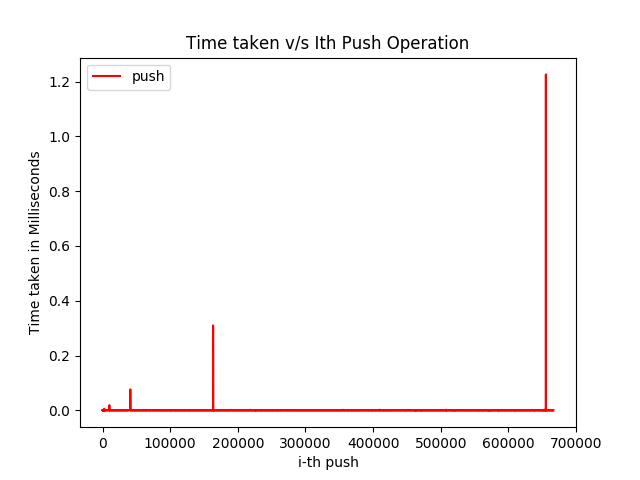 Time taken v/s Ith Push Operation
push
Time taken in Milliseconds
1.2
1.0
0.8
0.6
0.4
0.2
0.0
0 100000 200000 300000 400000 500000 600000 700000
i-th push